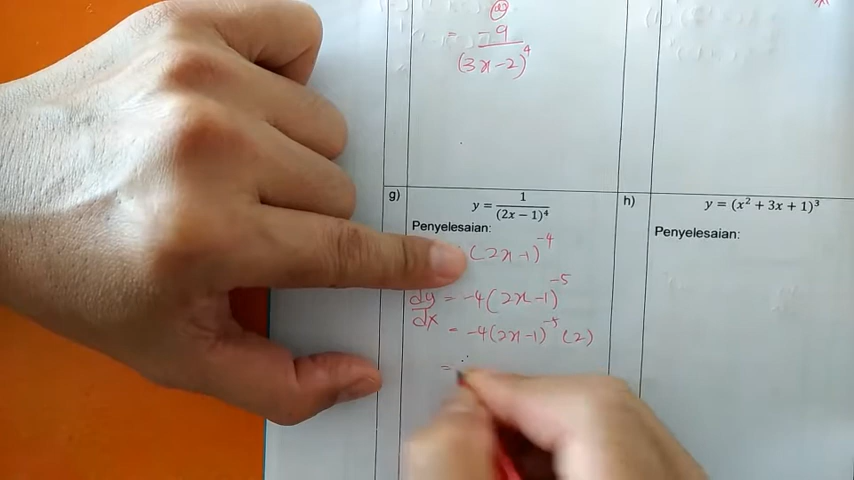 = -9
(3x-2)^4
g) y = 1/(2x − 1)^4
Penyelesaian:
(2x-1)^-4
dy/dx = -4(2x-1)^-5
= -4(2x-1)^-5 (2)
=
h) y = (x² + 3x + 1)³
Penyelesaian: